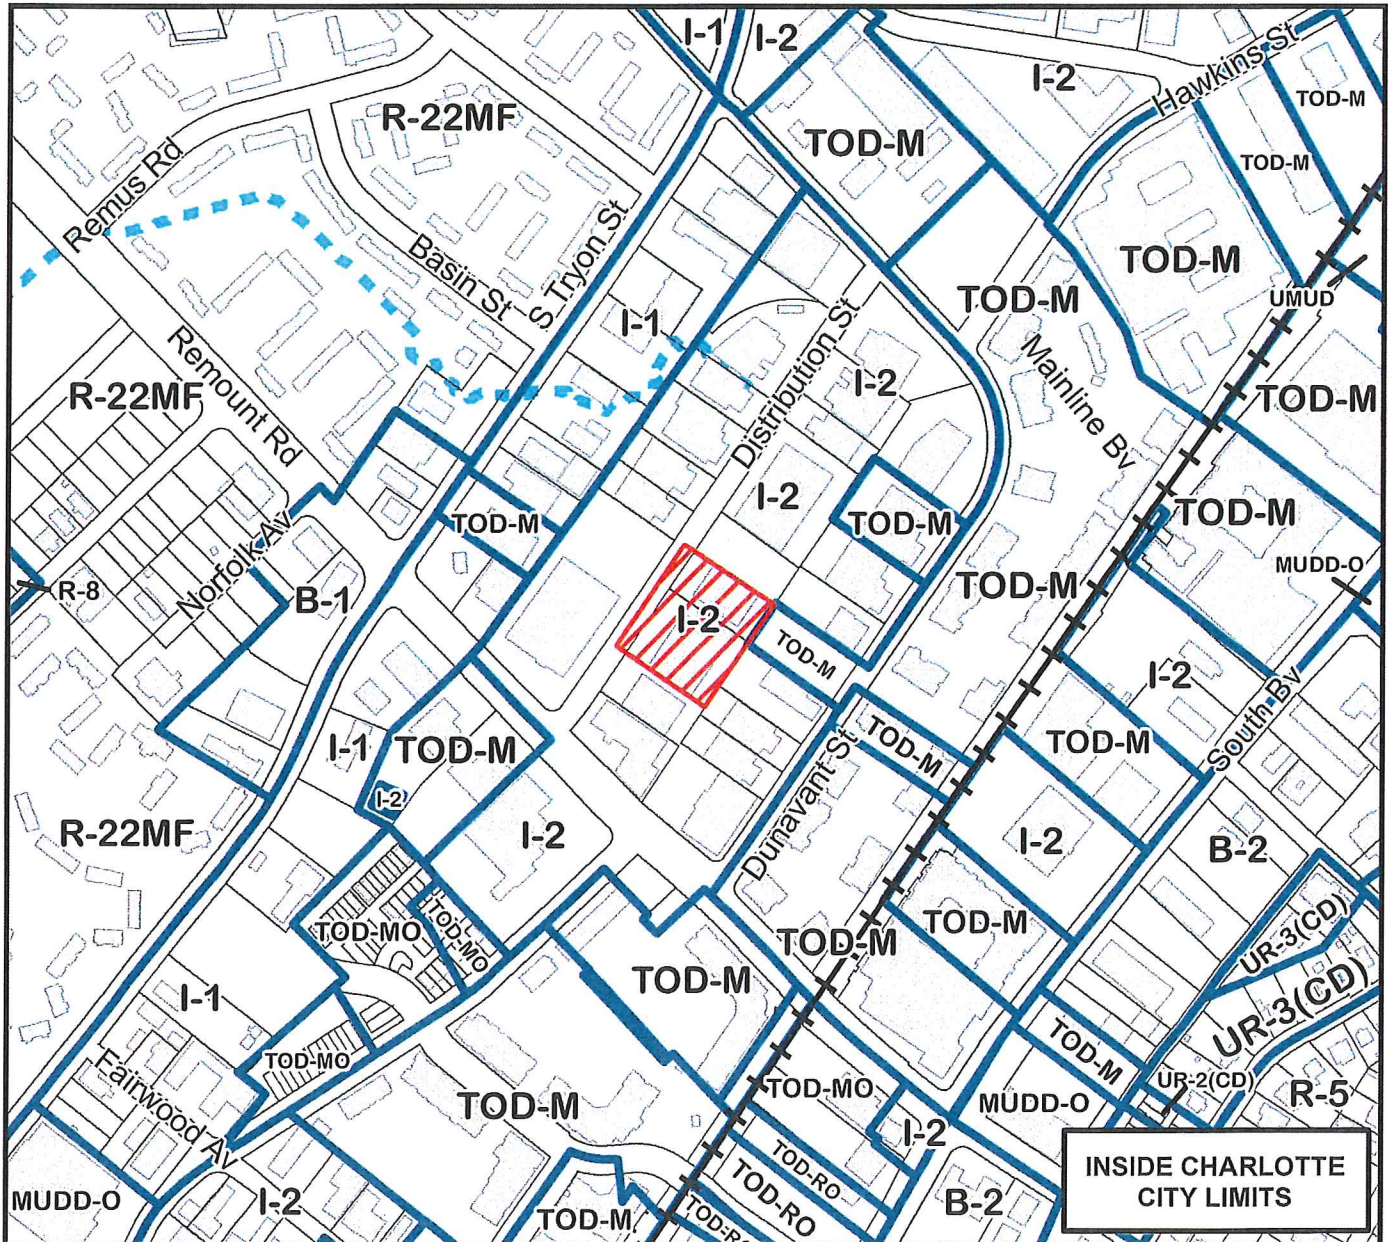 I-1
I-2
I-2
Hawkins St
TOD-M
R-22MF
TOD-M
TOD-M
Remus Rd
Basin St
S Tryon St
TOD-M
TOD-M
UMUD
I-1
Distribution St
Mainline Bv
Remount Rd
R-22MF
I-2
TOD-M
I-2
TOD-M
TOD-M
TOD-M
MUDD-O
Norfolk Av
R-8
B-1
TOD-M
I-2
TOD-M
I-2
South Bv
I-1
TOD-M
TOD-M
TOD-M
I-2
Dunavant St
R-22MF
I-2
I-2
B-2
TOD-MO
TOD-MO
TOD-M
TOD-M
UR-3(CD)
TOD-M
UR-3(CD)
I-1
TOD-MO
TOD-M
Fairwood Av
TOD-M
TOD-MO
UR-2(CD)
MUDD-O
R-5
I-2
TOD-RO
TOD-RO
MUDD-O
I-2
TOD-M
B-2
INSIDE CHARLOTTE
CITY LIMITS